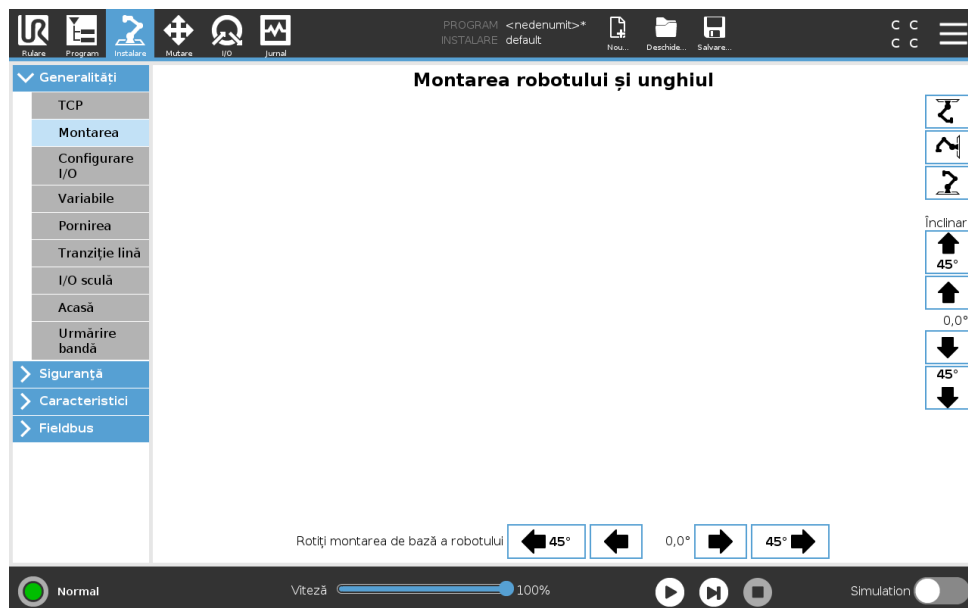 PROGRAM <nedenumit>*
INSTALARE default
Rulare Program Instalare Mutare I/O Jurnal Nou... Deschide... Salvare...
C C
C C
Generalități
TCP
Montarea
Configurare
I/O
Variabile
Pornirea
Tranziție lină
I/O sculă
Acasă
Urmărire
bandă
Siguranță
Caracteristici
Fieldbus
Montarea robotului și unghiul
Înclinar
45°
0,0°
45°
Rotiți montarea de bază a robotului 45° 0,0° 45°
Normal Viteză 100% Simulation